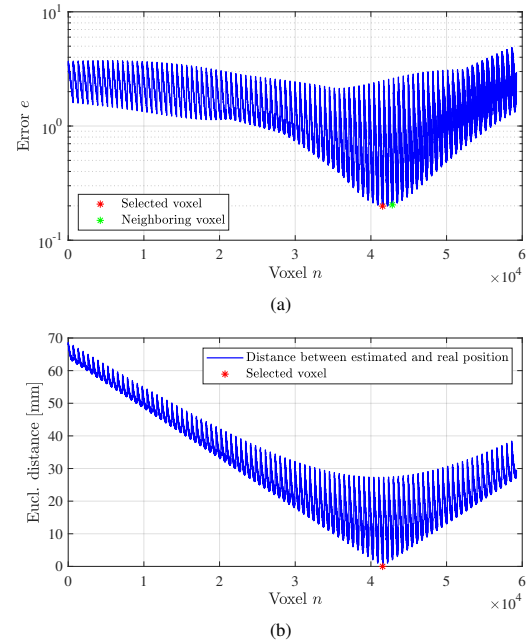 10^1
10^0
10^-1
Error e
Selected voxel
Neighboring voxel
0 1 2 3 4 5 6
Voxel n
×10^4
(a)
70
60
50
40
30
20
10
0
Eucl. distance [mm]
Distance between estimated and real position
Selected voxel
0 1 2 3 4 5 6
Voxel n
×10^4
(b)